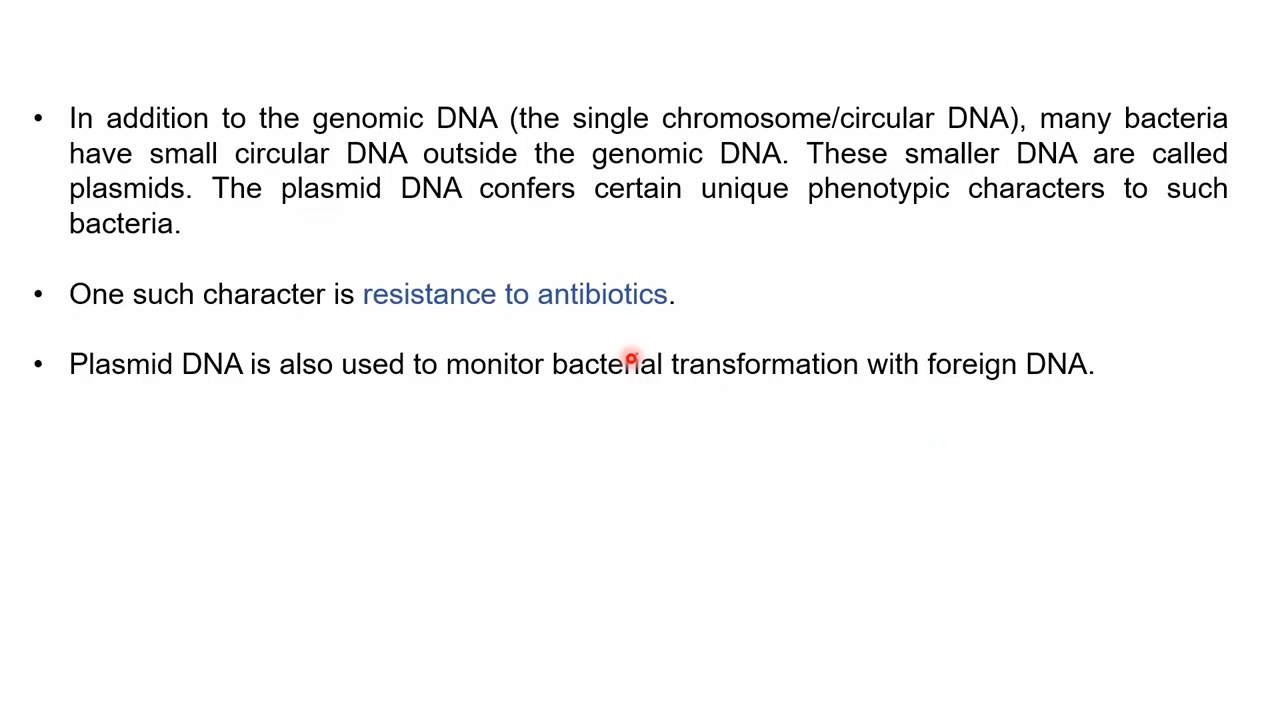 • In addition to the genomic DNA (the single chromosome/circular DNA), many bacteria
have small circular DNA outside the genomic DNA. These smaller DNA are called
plasmids. The plasmid DNA confers certain unique phenotypic characters to such
bacteria.
• One such character is resistance to antibiotics.
• Plasmid DNA is also used to monitor bacterial transformation with foreign DNA.